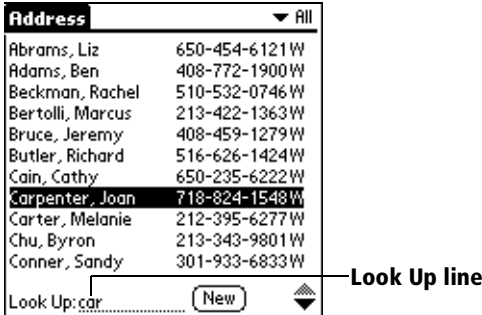 Address ▼ All
Abrams, Liz 650-454-6121W
Adams, Ben 408-772-1900W
Beckman, Rachel 510-532-0746W
Bertolli, Marcus 213-422-1363W
Bruce, Jeremy 408-459-1279W
Butler, Richard 516-626-1424W
Cain, Cathy 650-235-6222W
Carpenter, Joan 718-824-1548W
Carter, Melanie 212-395-6277W
Chu, Byron 213-343-9801W
Conner, Sandy 301-933-6833W
Look Up: car New
Look Up line